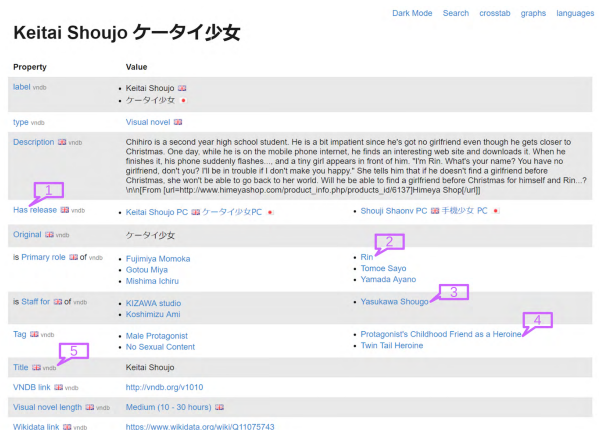 Dark Mode Search crosstab graphs languages
Keitai Shoujo ケータイ少女
Property Value
label vndb
Keitai Shoujo
ケータイ少女
type vndb Visual novel
Description vndb
Chihiro is a second year high school student. He is a bit impatient since he's got no girlfriend even though he gets closer to
Christmas. One day, while he is on the mobile phone internet, he finds an interesting web site and downloads it. When he
finishes it, his phone suddenly flashes..., and a tiny girl appears in front of him. "I'm Rin. What's your name? You have no
girlfriend, don't you? I'll be in trouble if I don't make you happy." She tells him that if he doesn't find a girlfriend before
Christmas, she won't be able to go back to her world. Will he be able to find a girlfriend before Christmas for himself and Rin...?
\n\n[From [url=http://www.himeyashop.com/product_info.php/products_id/6137]Himeya Shop[/url]]
1
Has release vndb Keitai Shoujo PC ケータイ少女PC Shouji Shaonv PC 手機少女 PC
Original vndb ケータイ少女
2
is Primary role of vndb
Fujimiya Momoka
Gotou Miya
Mishima Ichiru
Rin
Tomoe Sayo
Yamada Ayano
3
is Staff for of vndb
KIZAWA studio
Koshimizu Ami
Yasukawa Shougo
4
Tag vndb
Male Protagonist
No Sexual Content
Protagonist's Childhood Friend as a Heroine
Twin Tail Heroine
5
Title vndb Keitai Shoujo
VNDB link vndb http://vndb.org/v1010
Visual novel length vndb Medium (10 - 30 hours)
Wikidata link vndb https://www.wikidata.org/wiki/Q11075743